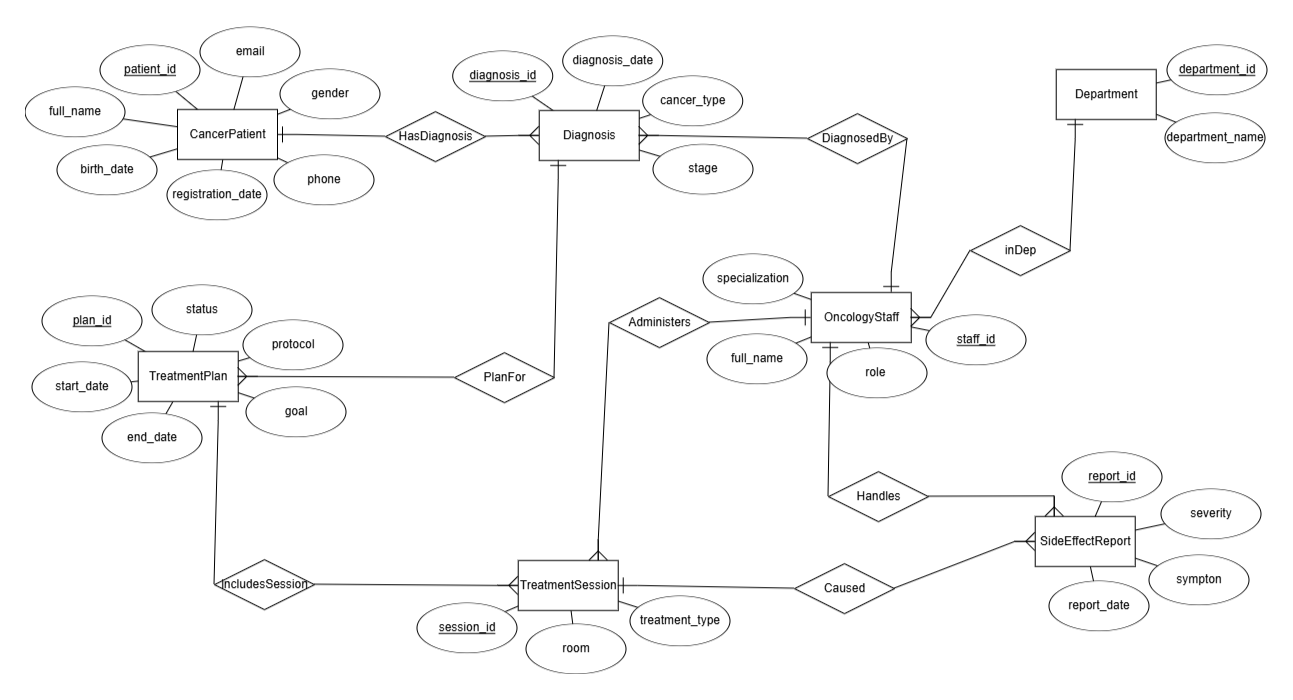 email
diagnosis_date
patient_id
diagnosis_id
department_id
gender
cancer_type
Department
full_name
CancerPatient
HasDiagnosis
Diagnosis
DiagnosedBy
department_name
birth_date
phone
stage
registration_date
inDep
specialization
status
plan_id
Administers
OncologyStaff
staff_id
protocol
full_name
role
TreatmentPlan
PlanFor
start_date
goal
end_date
report_id
Handles
severity
SideEffectReport
IncludesSession
TreatmentSession
Caused
sympton
report_date
session_id
treatment_type
room